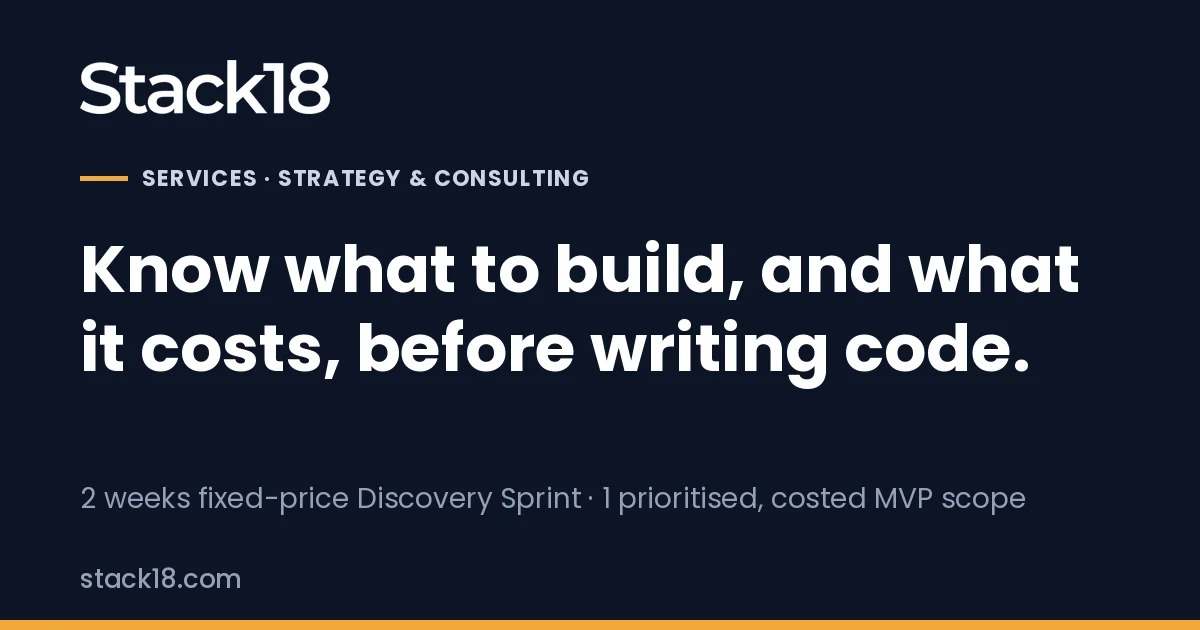 Stack18
SERVICES · STRATEGY & CONSULTING
Know what to build, and what
it costs, before writing code.
2 weeks fixed-price Discovery Sprint · 1 prioritised, costed MVP scope
stack18.com